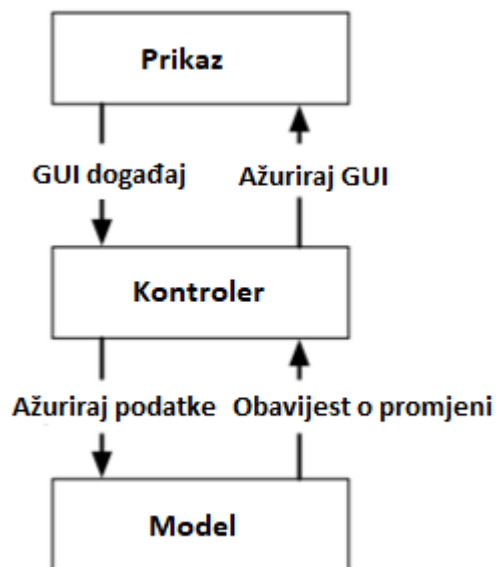 Prikaz
GUI događaj
Ažuriraj GUI
Kontroler
Ažuriraj podatke
Obavijest o promjeni
Model